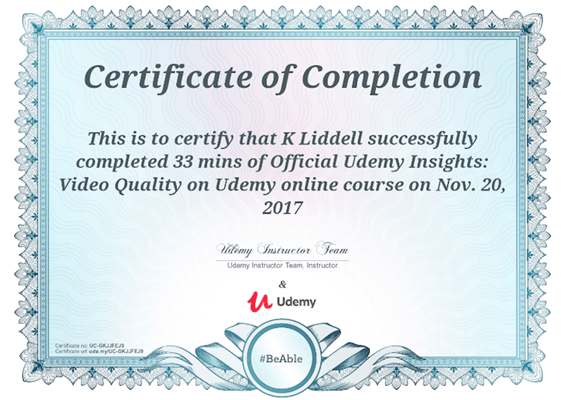 Certificate of Completion
This is to certify that K Liddell successfully
completed 33 mins of Official Udemy Insights:
Video Quality on Udemy online course on Nov. 20,
2017
Udemy Instructor Team
Udemy Instructor Team, Instructor
&
Udemy
Certificate no: UC-GKJJFEJ9
Certificate url: ude.my/UC-GKJJFEJ9
#BeAble